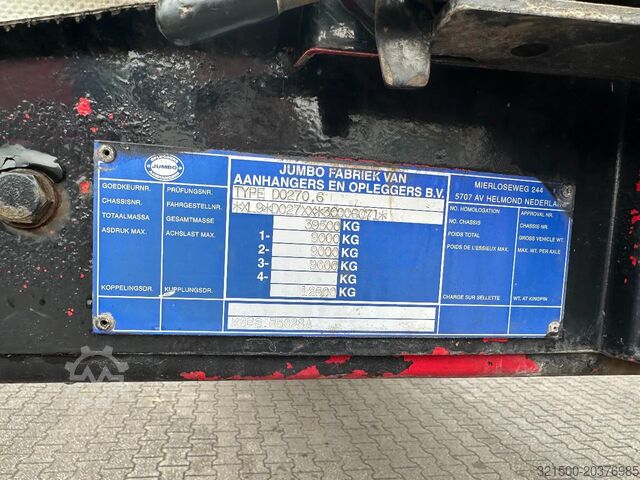 JUMBO
JUMBO FABRIEK VAN
AANHANGERS EN OPLEGGERS B.V.
MIERLOSEWEG 244
5707 AV HELMOND NEDERLAND
GOEDKEURNR. PRÜFUNGSNR. TYPE D0270.6 NO. HOMOLOGATION APPROVAL NR.
CHASSISNR. FAHRGESTELLNR. NO. CHASSIS CHASSIS NR.
TOTAALMASSA GESAMTMASSE 39500 KG POIDS TOTAL GROSS VEHICLE WT.
ASDRUK MAX. ACHSLAST MAX. 1- 9000 KG POIDS DE L'ESSIEUX MAX. MAX. WT. PER AXLE
2- 9000 KG
3- 9000 KG
4- KG
KOPPELINGSDR. KUPPLUNGSDR. 12500 KG CHARGE SUR SELLETTE WT. AT KINGPIN
321500-20376985